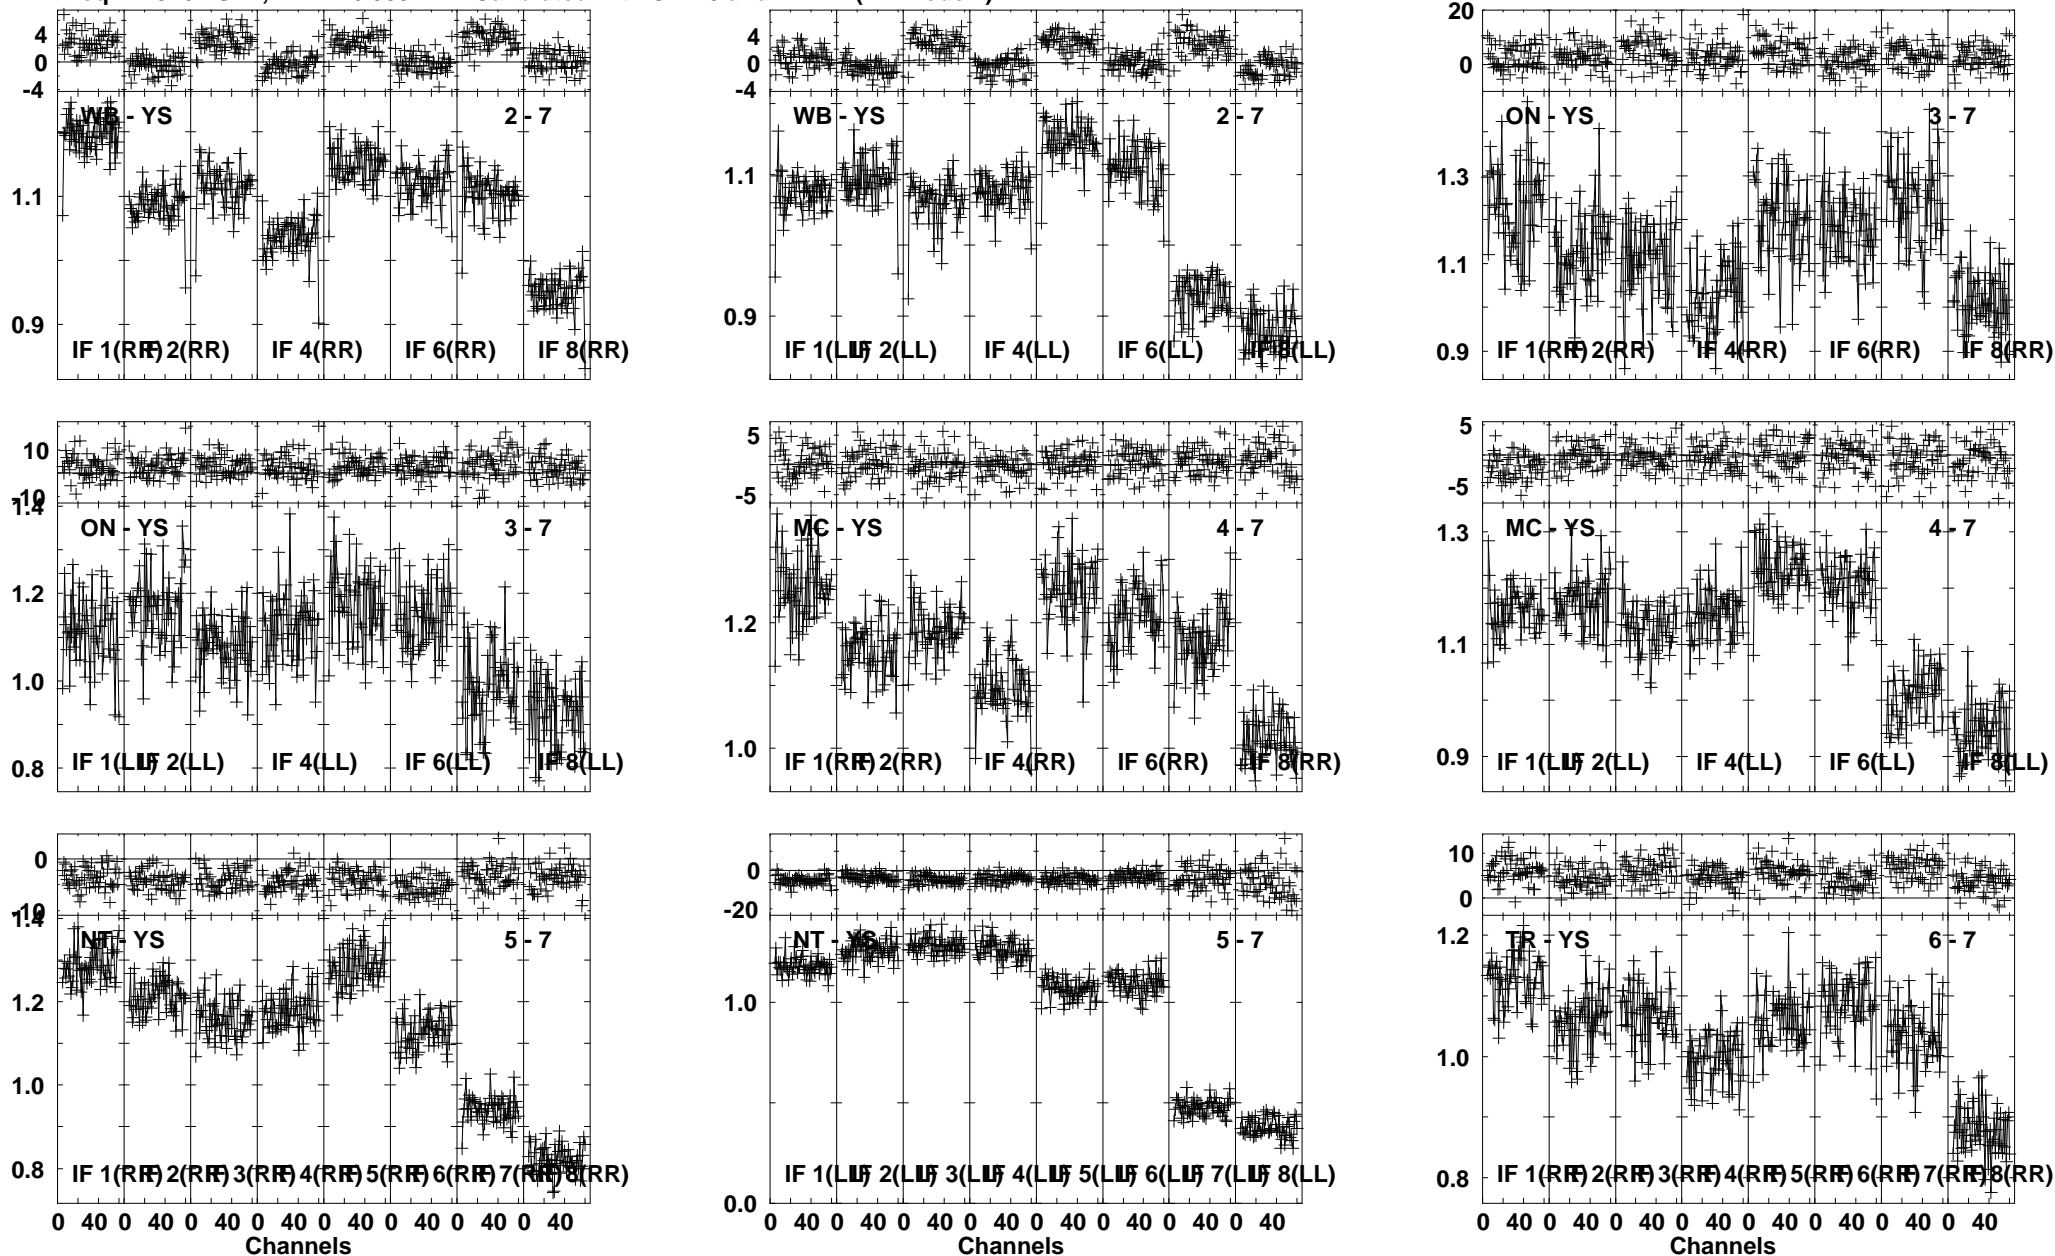 4
0
-4
WB - YS
2 - 7
1.1
0.9
IF 1(RR)
IF 2(RR)
IF 4(RR)
IF 6(RR)
IF 8(RR)
4
0
-4
WB - YS
2 - 7
1.1
0.9
IF 1(LL)
IF 2(LL)
IF 4(LL)
IF 6(LL)
IF 8(LL)
20
0
ON - YS
3 - 7
1.3
1.1
0.9
IF 1(RR)
IF 2(RR)
IF 4(RR)
IF 6(RR)
IF 8(RR)
10
-10
1.4
ON - YS
3 - 7
1.2
1.0
0.8
IF 1(LL)
IF 2(LL)
IF 4(LL)
IF 6(LL)
IF 8(LL)
5
-5
MC - YS
4 - 7
1.2
1.0
IF 1(RR)
IF 2(RR)
IF 4(RR)
IF 6(RR)
IF 8(RR)
5
-5
MC - YS
4 - 7
1.3
1.1
0.9
IF 1(LL)
IF 2(LL)
IF 4(LL)
IF 6(LL)
IF 8(LL)
0
-10
1.4
NT - YS
5 - 7
1.2
1.0
0.8
IF 1(RR)
IF 2(RR)
IF 3(RR)
IF 4(RR)
IF 5(RR)
IF 6(RR)
IF 7(RR)
IF 8(RR)
0 40 0 40 0 40 0 40 0 40 0 40 0 40 0 40
Channels
0
-20
NT - YS
5 - 7
1.0
0.0
IF 1(LL)
IF 2(LL)
IF 3(LL)
IF 4(LL)
IF 5(LL)
IF 6(LL)
IF 7(LL)
IF 8(LL)
0 40 0 40 0 40 0 40 0 40 0 40 0 40 0 40
Channels
10
0
TR - YS
6 - 7
1.2
1.0
0.8
IF 1(RR)
IF 2(RR)
IF 3(RR)
IF 4(RR)
IF 5(RR)
IF 6(RR)
IF 7(RR)
IF 8(RR)
0 40 0 40 0 40 0 40 0 40 0 40 0 40 0 40
Channels